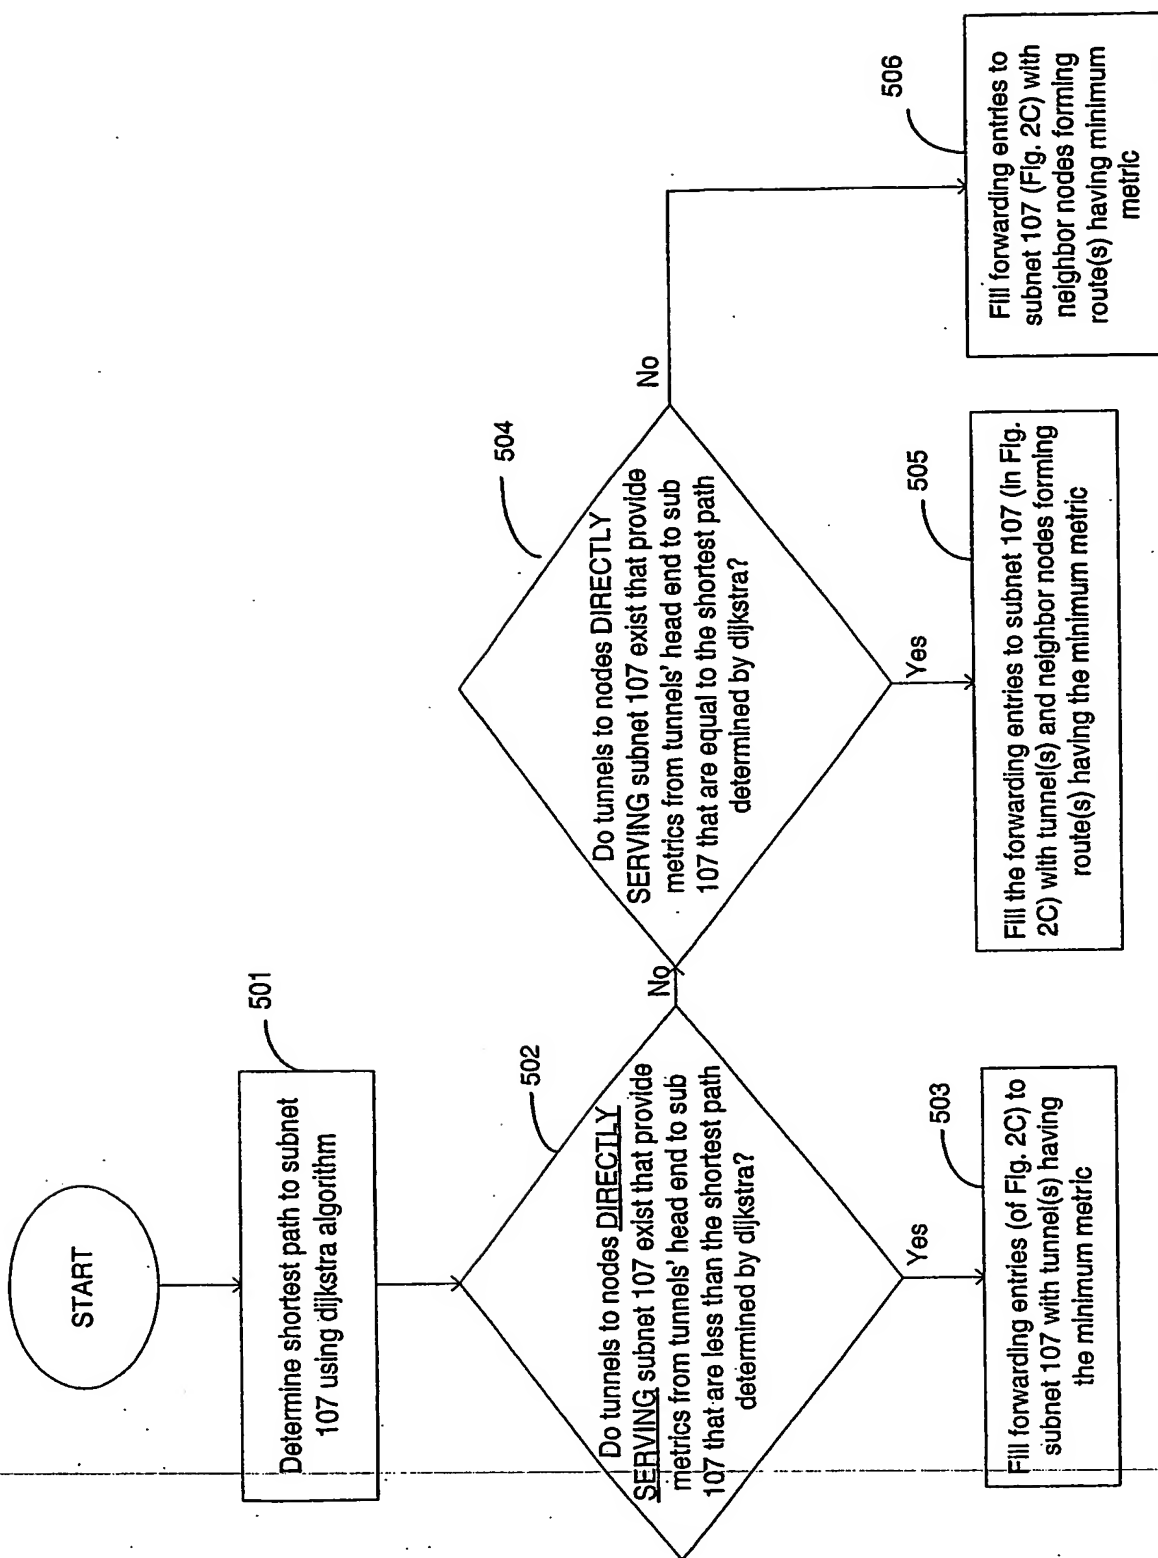 START
501
Determine shortest path to subnet
107 using dijkstra algorithm
502
Do tunnels to nodes DIRECTLY
SERVING subnet 107 exist that provide
metrics from tunnels' head end to sub
107 that are less than the shortest path
determined by dijkstra?
Yes
No
503
Fill forwarding entries (of Fig. 2C) to
subnet 107 with tunnel(s) having
the minimum metric
504
Do tunnels to nodes DIRECTLY
SERVING subnet 107 exist that provide
metrics from tunnels' head end to sub
107 that are equal to the shortest path
determined by dijkstra?
Yes
No
505
Fill the forwarding entries to subnet 107 (in Fig.
2C) with tunnel(s) and neighbor nodes forming
route(s) having the minimum metric
506
Fill forwarding entries to
subnet 107 (Fig. 2C) with
neighbor nodes forming
route(s) having minimum
metric